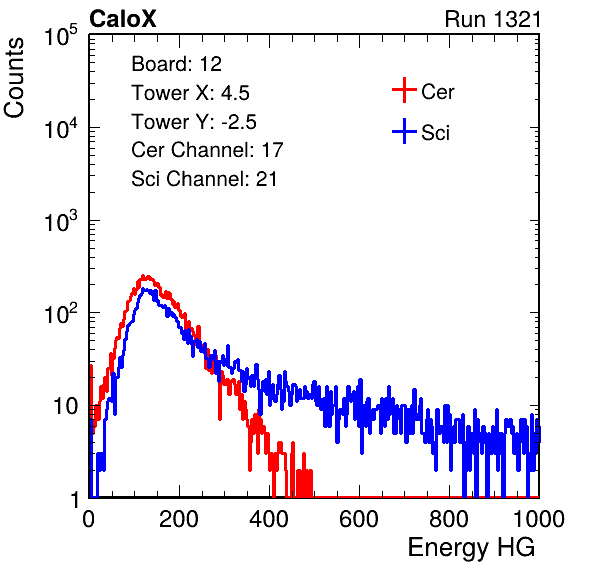 CaloX Run 1321
Counts
10^5
10^4
10^3
10^2
10
1
Board: 12
Tower X: 4.5
Tower Y: -2.5
Cer Channel: 17
Sci Channel: 21
Cer
Sci
0 200 400 600 800 1000
Energy HG